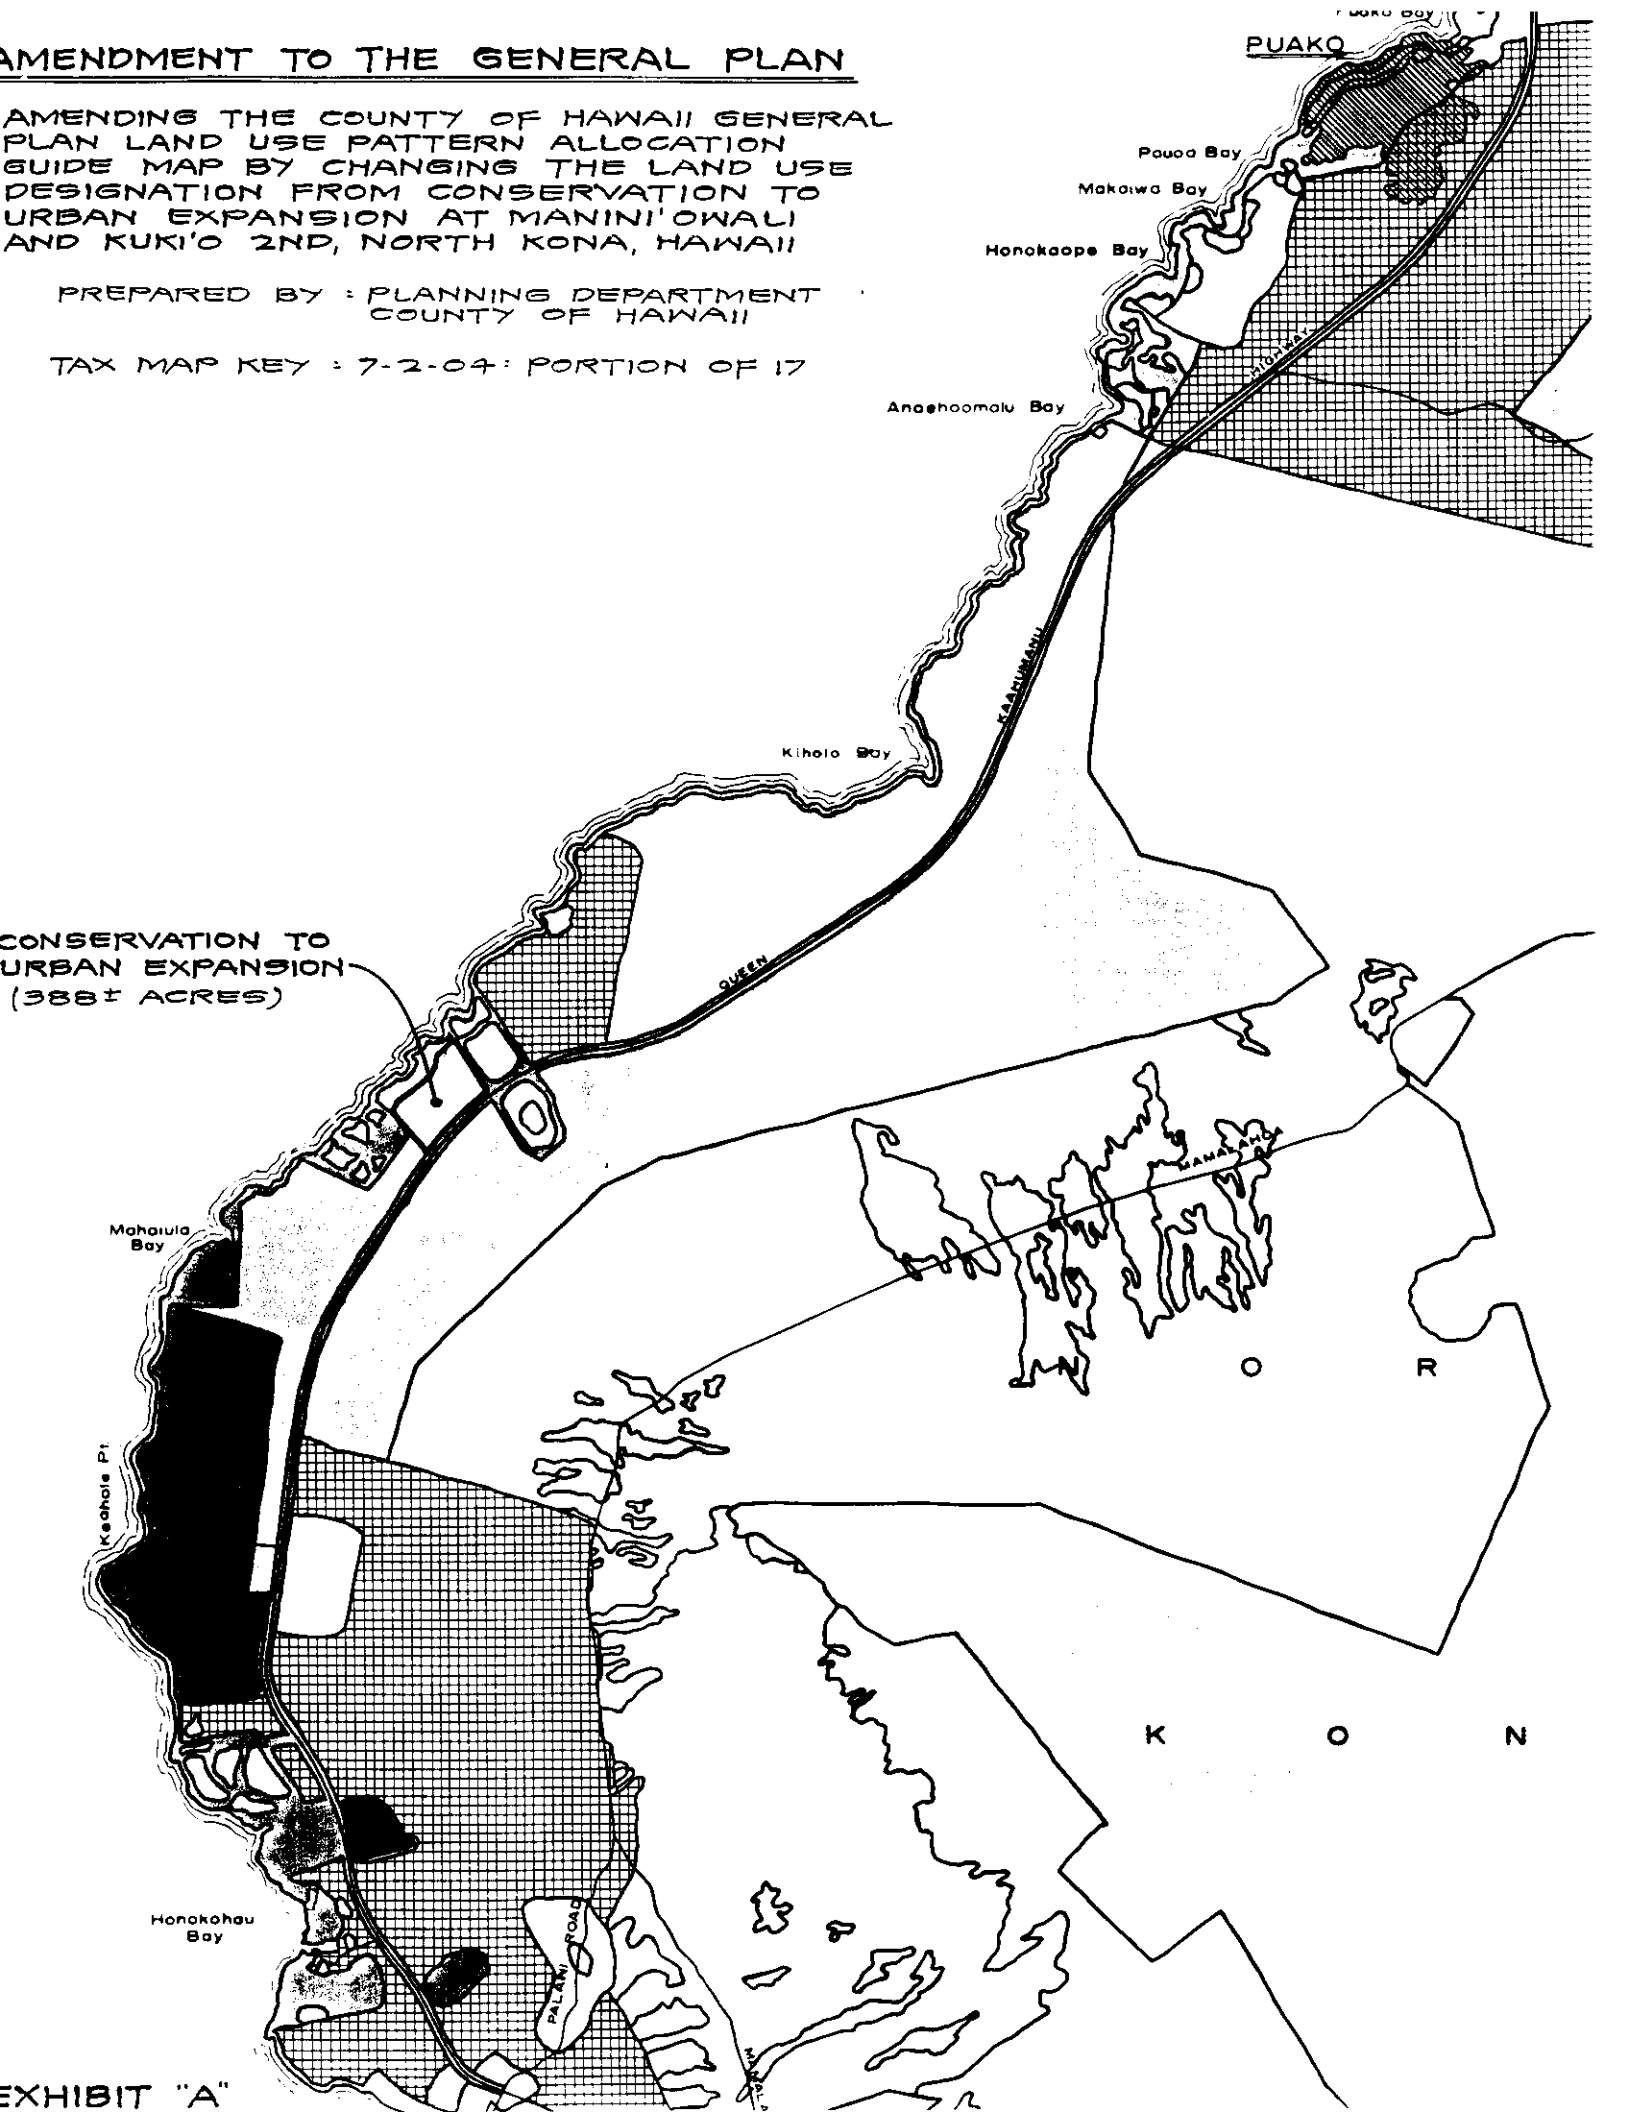 AMENDMENT TO THE GENERAL PLAN
AMENDING THE COUNTY OF HAWAII GENERAL
PLAN LAND USE PATTERN ALLOCATION
GUIDE MAP BY CHANGING THE LAND USE
DESIGNATION FROM CONSERVATION TO
URBAN EXPANSION AT MANINI'OWALI
AND KUKI'O 2ND, NORTH KONA, HAWAII
PREPARED BY : PLANNING DEPARTMENT
COUNTY OF HAWAII
TAX MAP KEY : 7-2-04: PORTION OF 17
Puako Bay
PUAKO
Pauoa Bay
Makaiwa Bay
Honokaope Bay
HIGHWAY
Anaehoomalu Bay
KAAHUMANU
Kiholo Bay
QUEEN
CONSERVATION TO
URBAN EXPANSION
(388± ACRES)
MAMALAHOA
Mahaiula
Bay
N O R
Keahole Pt.
K O N
Honokohau
Bay
PALANI ROAD
EXHIBIT "A"